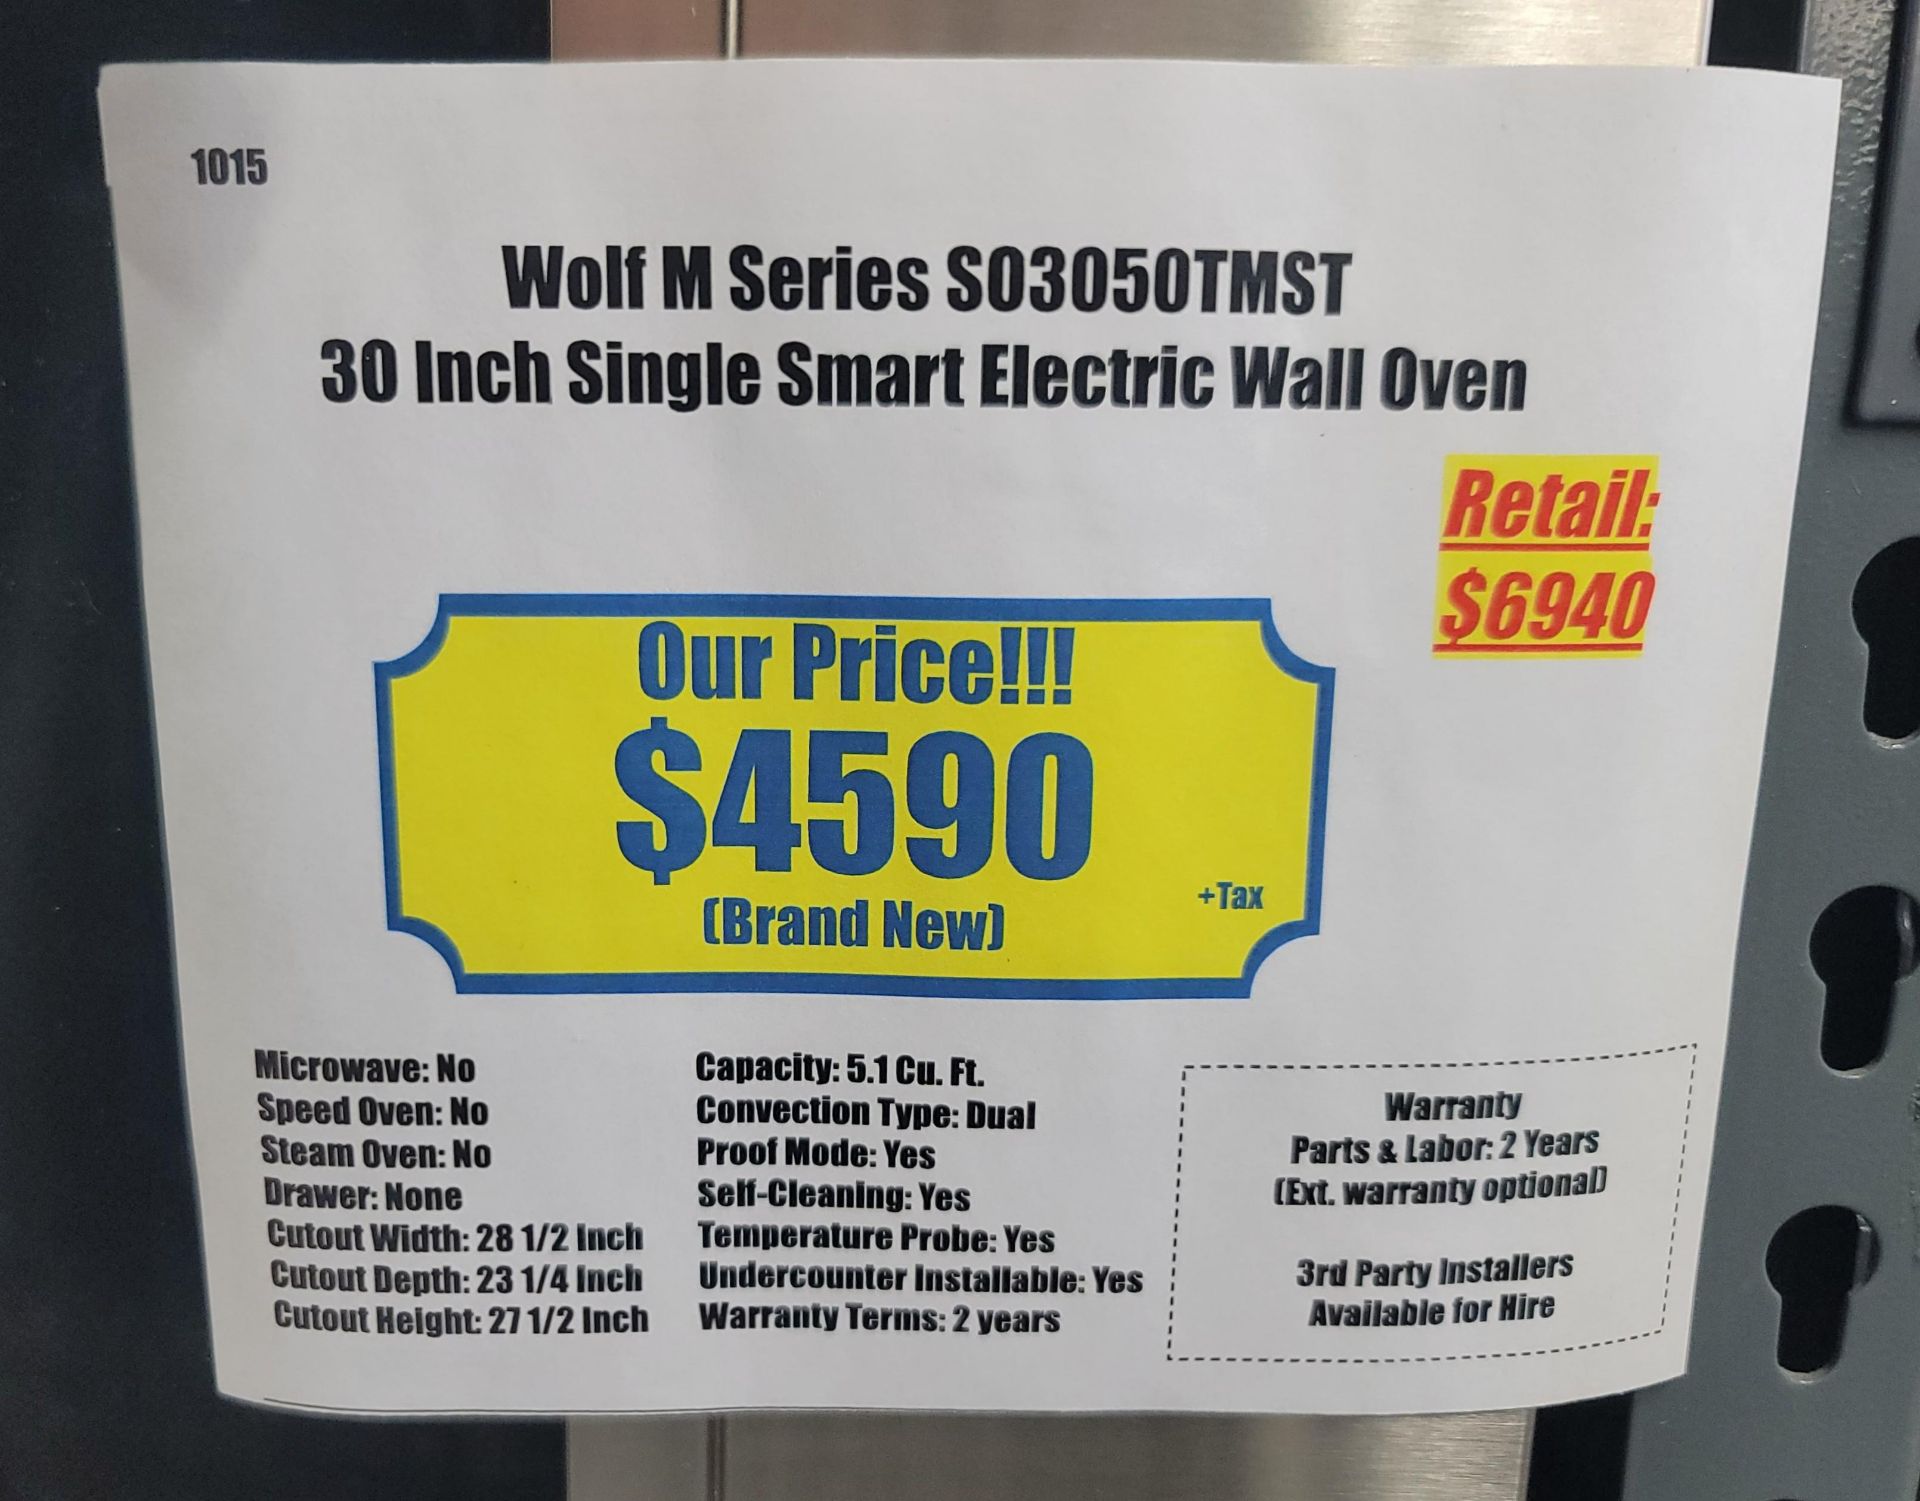 1015
Wolf M Series SO3050TMST
30 Inch Single Smart Electric Wall Oven
Retail:
$6940
Our Price!!!
$4590
(Brand New)
+Tax
Microwave: No
Speed Oven: No
Steam Oven: No
Drawer: None
Cutout Width: 28 1/2 Inch
Cutout Depth: 23 1/4 Inch
Cutout Height: 27 1/2 Inch
Capacity: 5.1 Cu. Ft.
Convection Type: Dual
Proof Mode: Yes
Self-Cleaning: Yes
Temperature Probe: Yes
Undercounter Installable: Yes
Warranty Terms: 2 years
Warranty
Parts & Labor: 2 Years
(Ext. warranty optional)
3rd Party Installers
Available for Hire